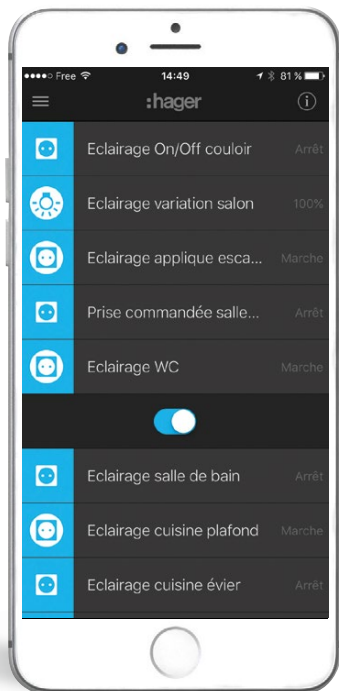 Free 14:49 81 %
:hager
Eclairage On/Off couloir Arrêt
Eclairage variation salon 100%
Eclairage applique esca... Marche
Prise commandée salle... Arrêt
Eclairage WC Marche
Eclairage salle de bain Arrêt
Eclairage cuisine plafond Marche
Eclairage cuisine évier Arrêt